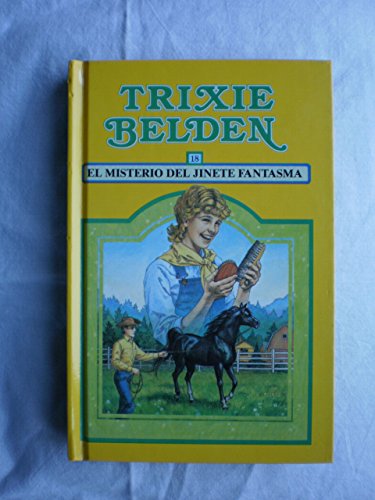 TRIXIE
BELDEN
18
EL MISTERIO DEL JINETE FANTASMA